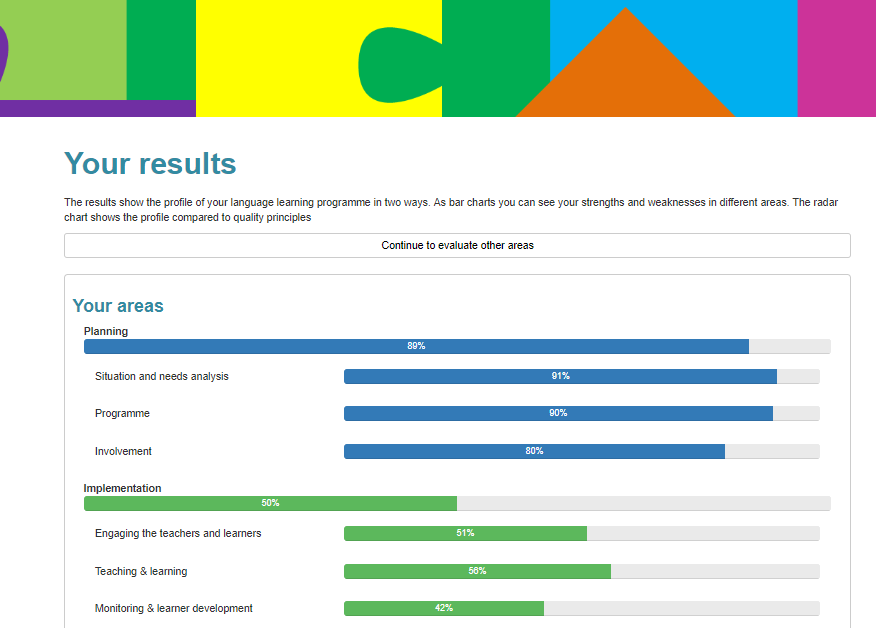 Your results
The results show the profile of your language learning programme in two ways. As bar charts you can see your strengths and weaknesses in different areas. The radar
chart shows the profile compared to quality principles
Continue to evaluate other areas
Your areas
Planning
89%
Situation and needs analysis 91%
Programme 90%
Involvement 80%
Implementation
50%
Engaging the teachers and learners 51%
Teaching & learning 56%
Monitoring & learner development 42%